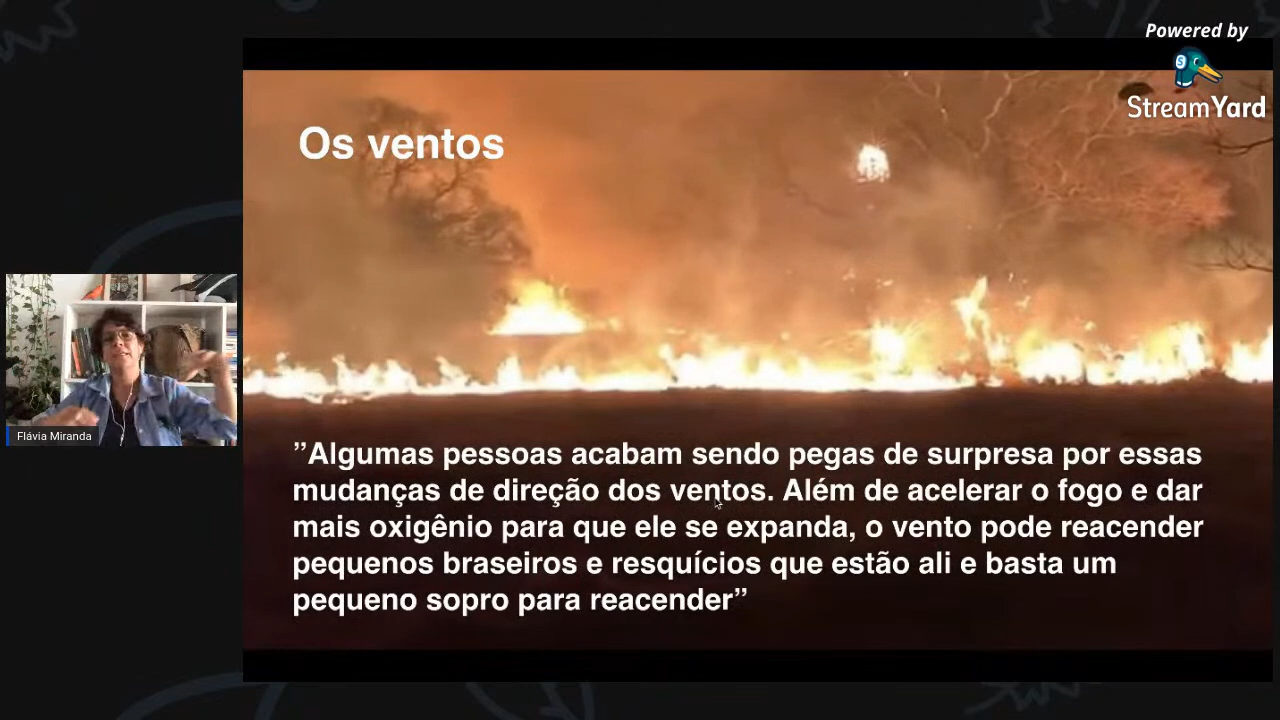 Powered by
StreamYard
Os ventos
Flávia Miranda
”Algumas pessoas acabam sendo pegas de surpresa por essas
mudanças de direção dos ventos. Além de acelerar o fogo e dar
mais oxigênio para que ele se expanda, o vento pode reacender
pequenos braseiros e resquícios que estão ali e basta um
pequeno sopro para reacender”